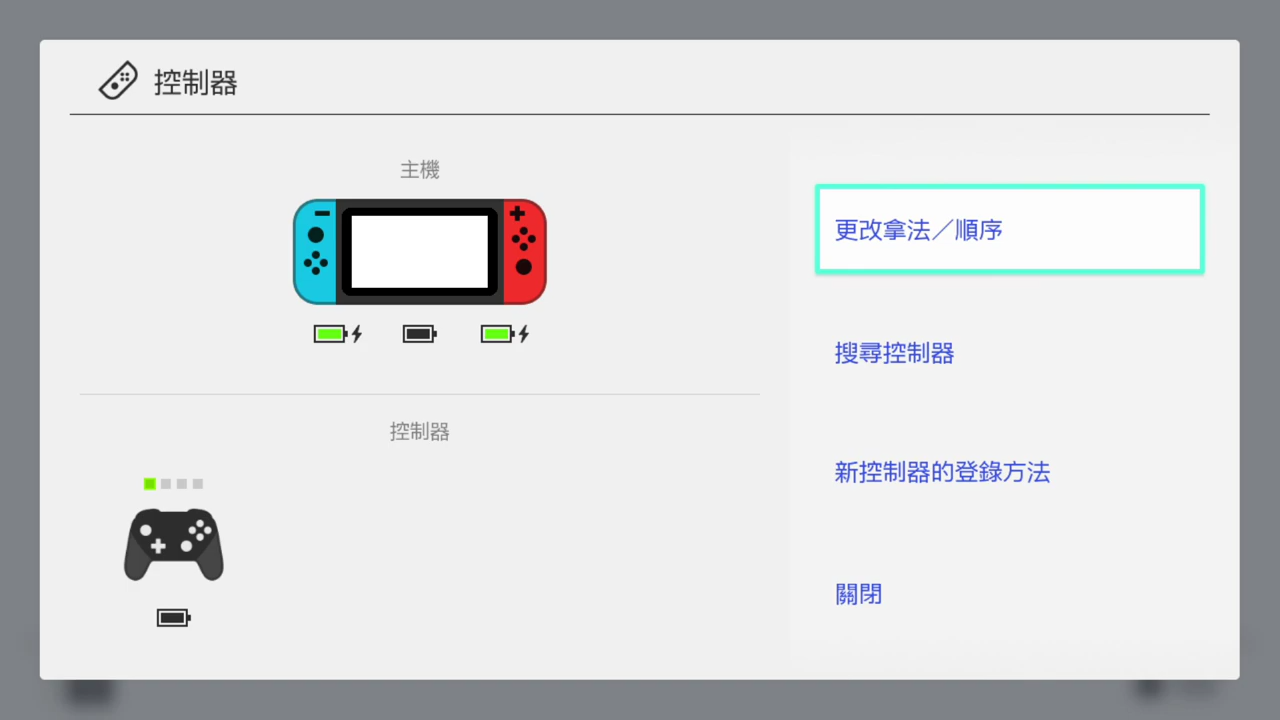 控制器
主機
控制器
更改拿法／順序
搜尋控制器
新控制器的登錄方法
關閉